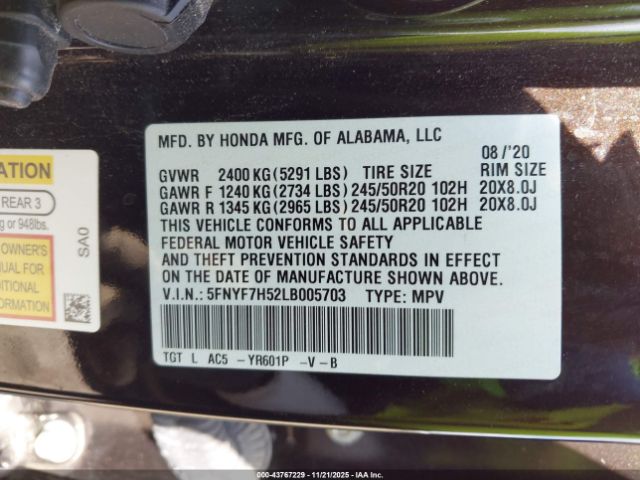 MFD. BY HONDA MFG. OF ALABAMA, LLC
08/'20
GVWR 2400 KG (5291 LBS) TIRE SIZE RIM SIZE
GAWR F 1240 KG (2734 LBS) 245/50R20 102H 20X8.0J
GAWR R 1345 KG (2965 LBS) 245/50R20 102H 20X8.0J
THIS VEHICLE CONFORMS TO ALL APPLICABLE
FEDERAL MOTOR VEHICLE SAFETY
AND THEFT PREVENTION STANDARDS IN EFFECT
ON THE DATE OF MANUFACTURE SHOWN ABOVE.
V.I.N.: 5FNYF7H52LB005703 TYPE: MPV
TGT L AC5 -YR601P -V-B
REAR 3
or 948lbs.
OWNER'S
MANUAL FOR
SA0
000-43767229 - 11/21/2025 - IAA Inc.